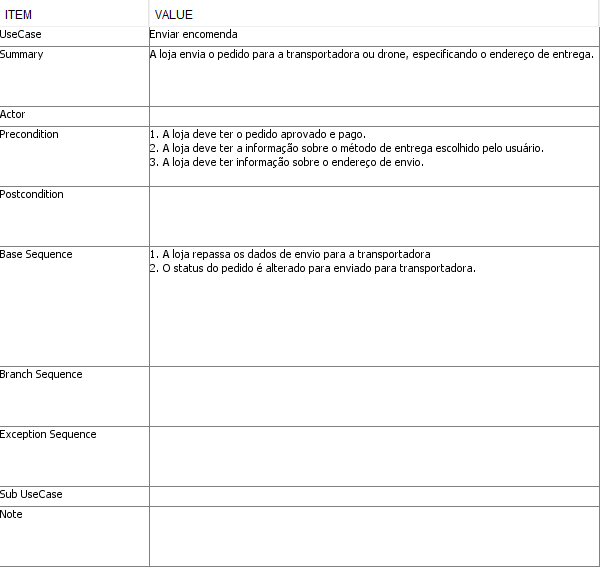 ITEM VALUE
UseCase Enviar encomenda
Summary A loja envia o pedido para a transportadora ou drone, especificando o endereço de entrega.
Actor
Precondition 1. A loja deve ter o pedido aprovado e pago.
2. A loja deve ter a informação sobre o método de entrega escolhido pelo usuário.
3. A loja deve ter informação sobre o endereço de envio.
Postcondition
Base Sequence 1. A loja repassa os dados de envio para a transportadora
2. O status do pedido é alterado para enviado para transportadora.
Branch Sequence
Exception Sequence
Sub UseCase
Note